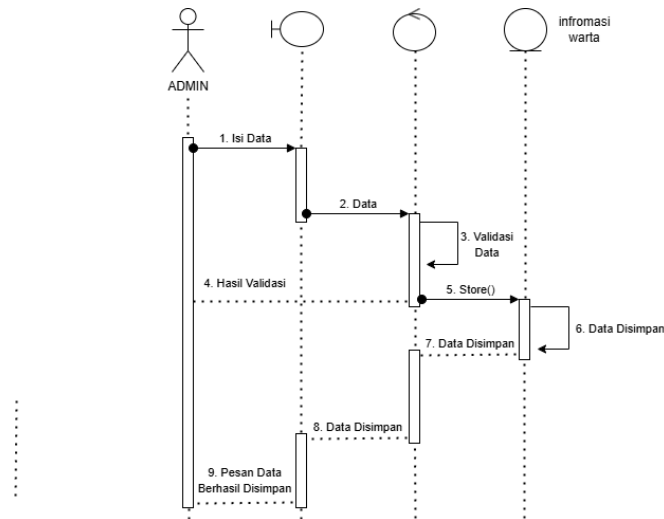 infromasi
warta
ADMIN
1. Isi Data
2. Data
3. Validasi
Data
4. Hasil Validasi
5. Store()
6. Data Disimpan
7. Data Disimpan
8. Data Disimpan
9. Pesan Data
Berhasil Disimpan